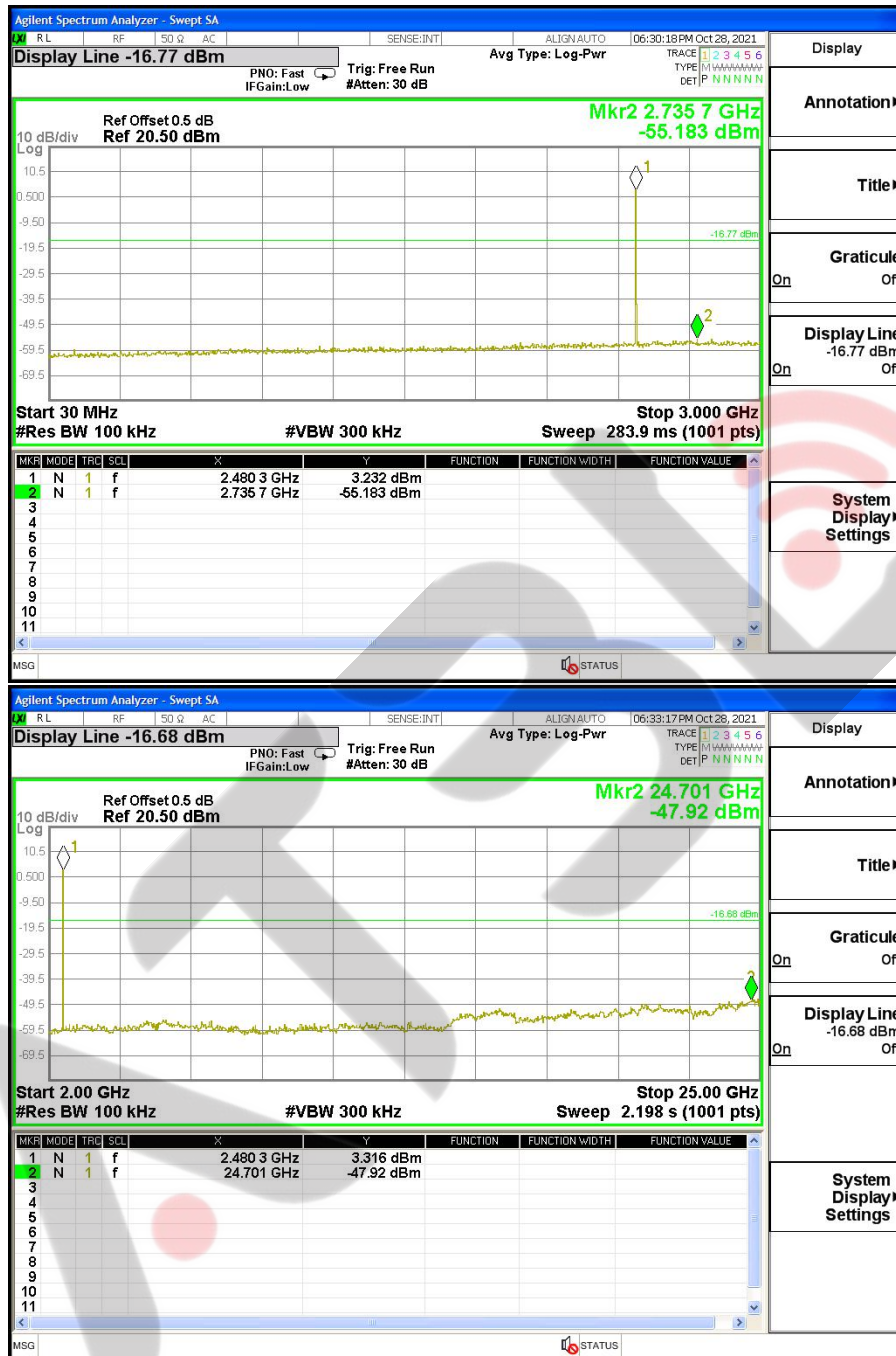 Agilent Spectrum Analyzer - Swept SA
LXI RL RF 50 Ω AC SENSE:INT ALIGN AUTO 06:30:18 PM Oct 28, 2021
Display Line -16.77 dBm
PNO: Fast
IFGain:Low
Trig: Free Run
#Atten: 30 dB
Avg Type: Log-Pwr
TRACE 1 2 3 4 5 6
TYPE M
DET P N N N N N
Ref Offset 0.5 dB
Ref 20.50 dBm
10 dB/div
Log
Mkr2 2.735 7 GHz
-55.183 dBm
10.5
0.500
-9.50
-19.5
-29.5
-39.5
-49.5
-59.5
-69.5
1
-16.77 dBm
2
Start 30 MHz
Stop 3.000 GHz
#Res BW 100 kHz #VBW 300 kHz Sweep 283.9 ms (1001 pts)
MKR MODE TRC SCL X Y FUNCTION FUNCTION WIDTH FUNCTION VALUE
1 N 1 f 2.480 3 GHz 3.232 dBm
2 N 1 f 2.735 7 GHz -55.183 dBm
3
4
5
6
7
8
9
10
11
MSG STATUS
Display
Annotation
Title
Graticule
On Of
Display Line
-16.77 dBm
On Of
System
Display
Settings
Agilent Spectrum Analyzer - Swept SA
LXI RL RF 50 Ω AC SENSE:INT ALIGN AUTO 06:33:17 PM Oct 28, 2021
Display Line -16.68 dBm
PNO: Fast
IFGain:Low
Trig: Free Run
#Atten: 30 dB
Avg Type: Log-Pwr
TRACE 1 2 3 4 5 6
TYPE M
DET P N N N N N
Ref Offset 0.5 dB
Ref 20.50 dBm
10 dB/div
Log
Mkr2 24.701 GHz
-47.92 dBm
10.5
0.500
-9.50
-19.5
-29.5
-39.5
-49.5
-59.5
-69.5
1
-16.68 dBm
2
Start 2.00 GHz
Stop 25.00 GHz
#Res BW 100 kHz #VBW 300 kHz Sweep 2.198 s (1001 pts)
MKR MODE TRC SCL X Y FUNCTION FUNCTION WIDTH FUNCTION VALUE
1 N 1 f 2.480 3 GHz 3.316 dBm
2 N 1 f 24.701 GHz -47.92 dBm
3
4
5
6
7
8
9
10
11
MSG STATUS
Display
Annotation
Title
Graticule
On Of
Display Line
-16.68 dBm
On Of
System
Display
Settings